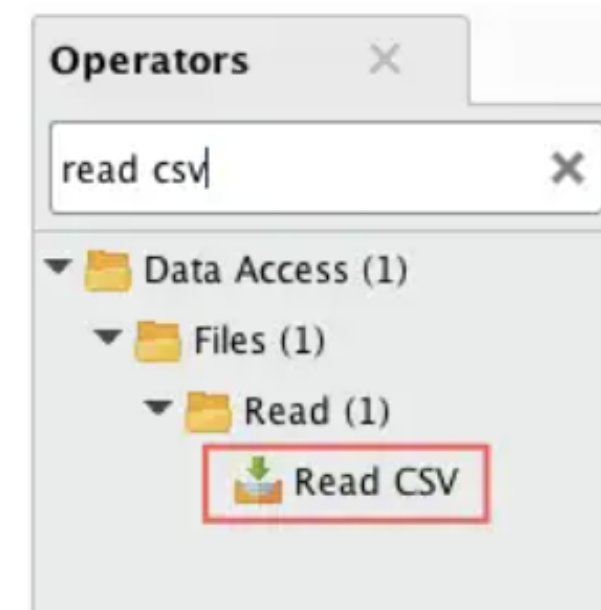 Operators
read csv
Data Access (1)
Files (1)
Read (1)
Read CSV